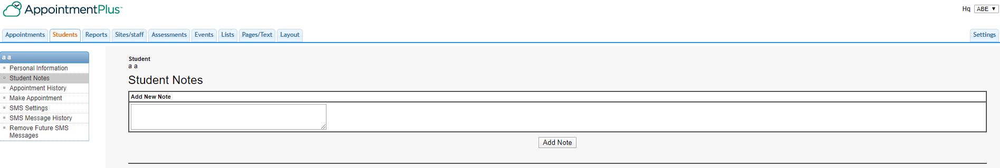 AppointmentPlus™
Hq ABE
Appointments Students Reports Sites/staff Assessments Events Lists Pages/Text Layout Settings
a a
Personal Information
Student Notes
Appointment History
Make Appointment
SMS Settings
SMS Message History
Remove Future SMS
Messages
Student
a a
Student Notes
Add New Note
Add Note